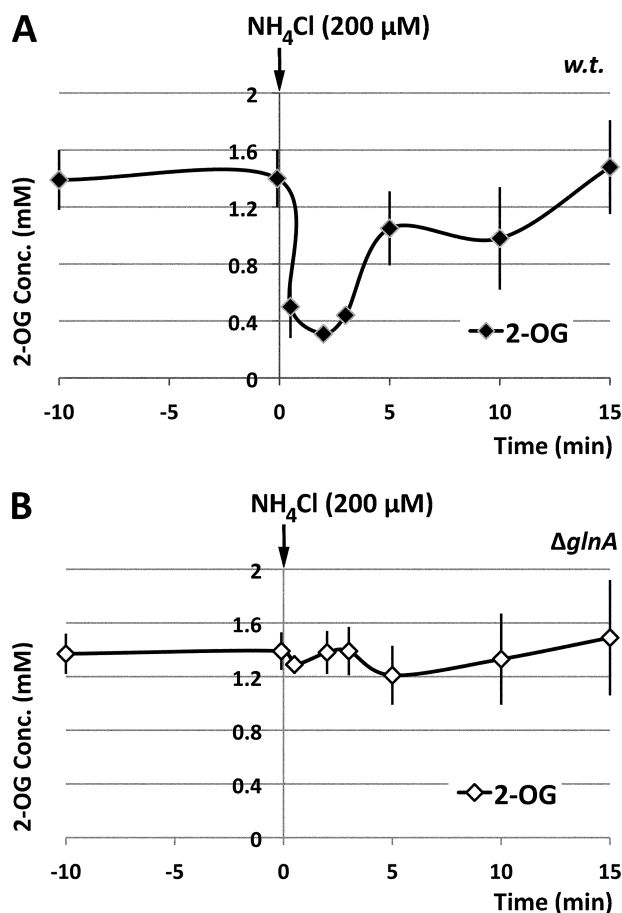 A
NH4Cl (200 µM)
w.t.
2
1.6
1.2
0.8
0.4
0
2-OG Conc. (mM)
2-OG
-10 -5 0 5 10 15
Time (min)
B
NH4Cl (200 µM)
ΔglnA
2
1.6
1.2
0.8
0.4
0
2-OG Conc. (mM)
2-OG
-10 -5 0 5 10 15
Time (min)